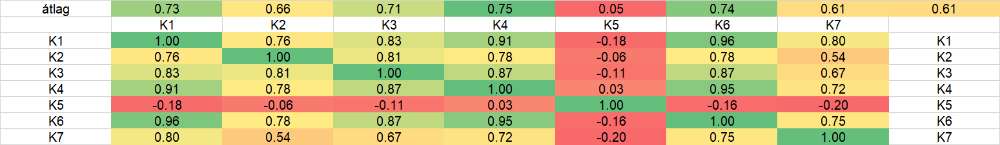 átlag 0.73 0.66 0.71 0.75 0.05 0.74 0.61 0.61
K1 K2 K3 K4 K5 K6 K7
K1 1.00 0.76 0.83 0.91 -0.18 0.96 0.80 K1
K2 0.76 1.00 0.81 0.78 -0.06 0.78 0.54 K2
K3 0.83 0.81 1.00 0.87 -0.11 0.87 0.67 K3
K4 0.91 0.78 0.87 1.00 0.03 0.95 0.72 K4
K5 -0.18 -0.06 -0.11 0.03 1.00 -0.16 -0.20 K5
K6 0.96 0.78 0.87 0.95 -0.16 1.00 0.75 K6
K7 0.80 0.54 0.67 0.72 -0.20 0.75 1.00 K7